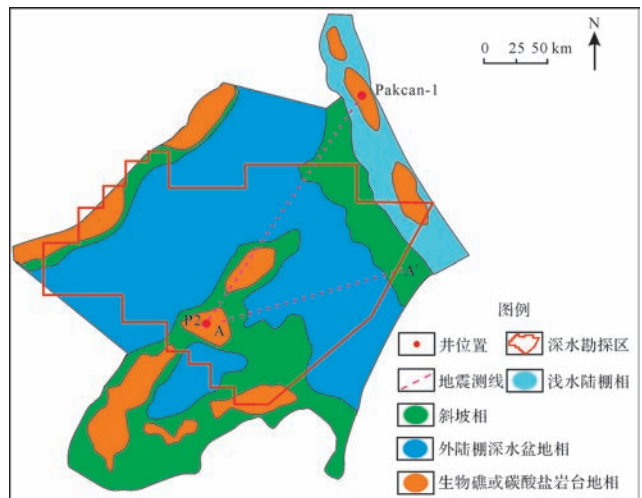 N
0 25 50 km
Pakcan-1
A'
P2
A
图例
井位置
深水勘探区
地震测线
浅水陆棚相
斜坡相
外陆棚深水盆地相
生物礁或碳酸盐岩台地相